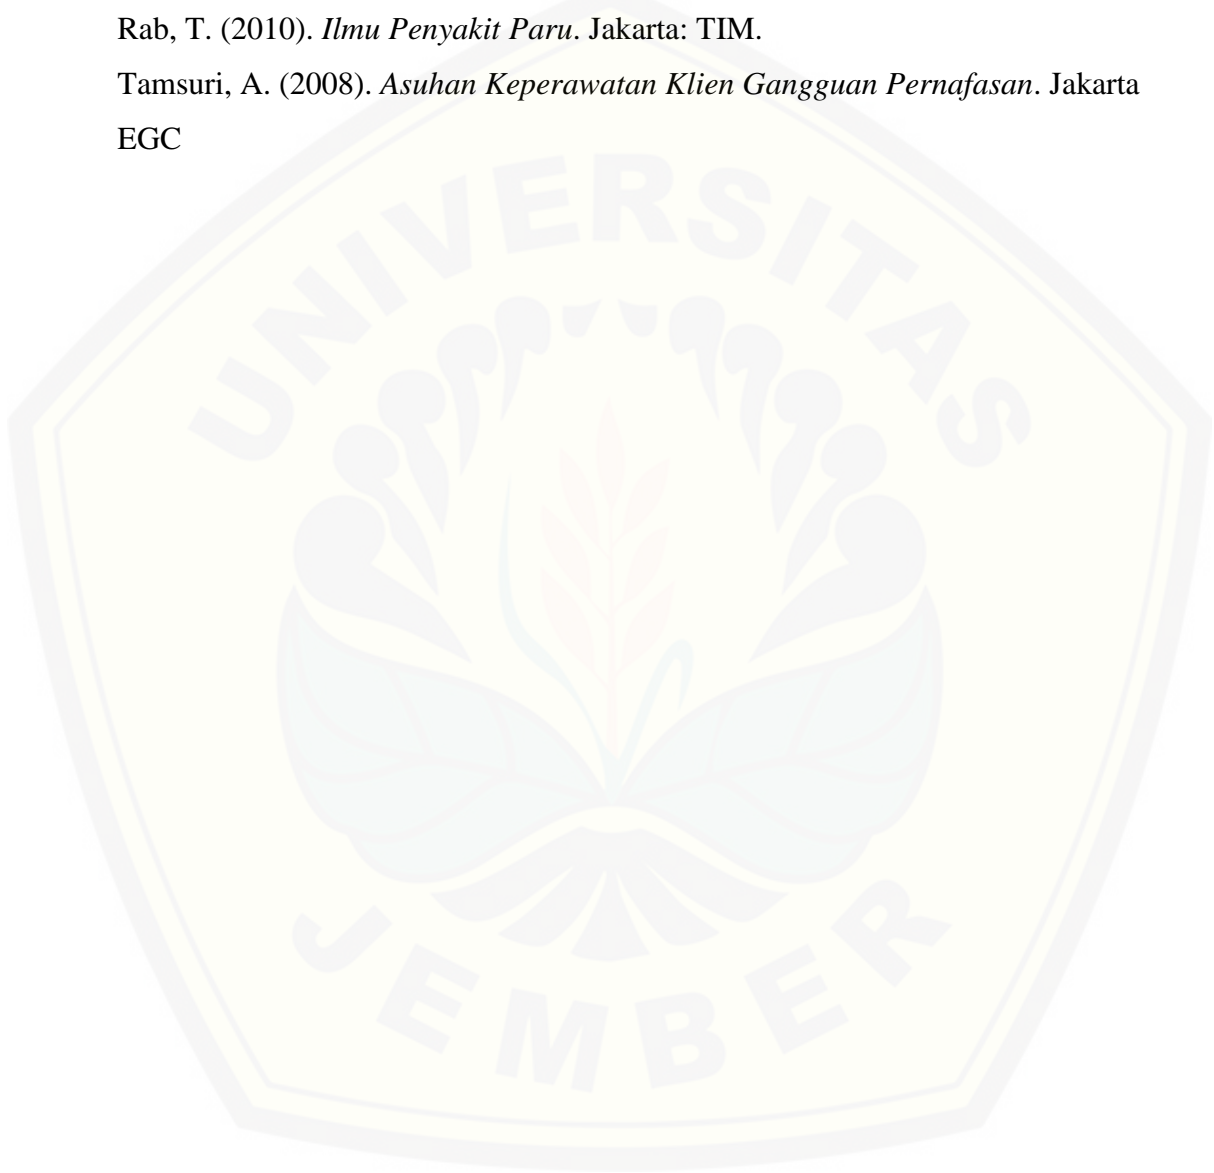 Rab, T. (2010). Ilmu Penyakit Paru. Jakarta: TIM.
Tamsuri, A. (2008). Asuhan Keperawatan Klien Gangguan Pernafasan. Jakarta
EGC
UNIVERSITAS
JEMBER